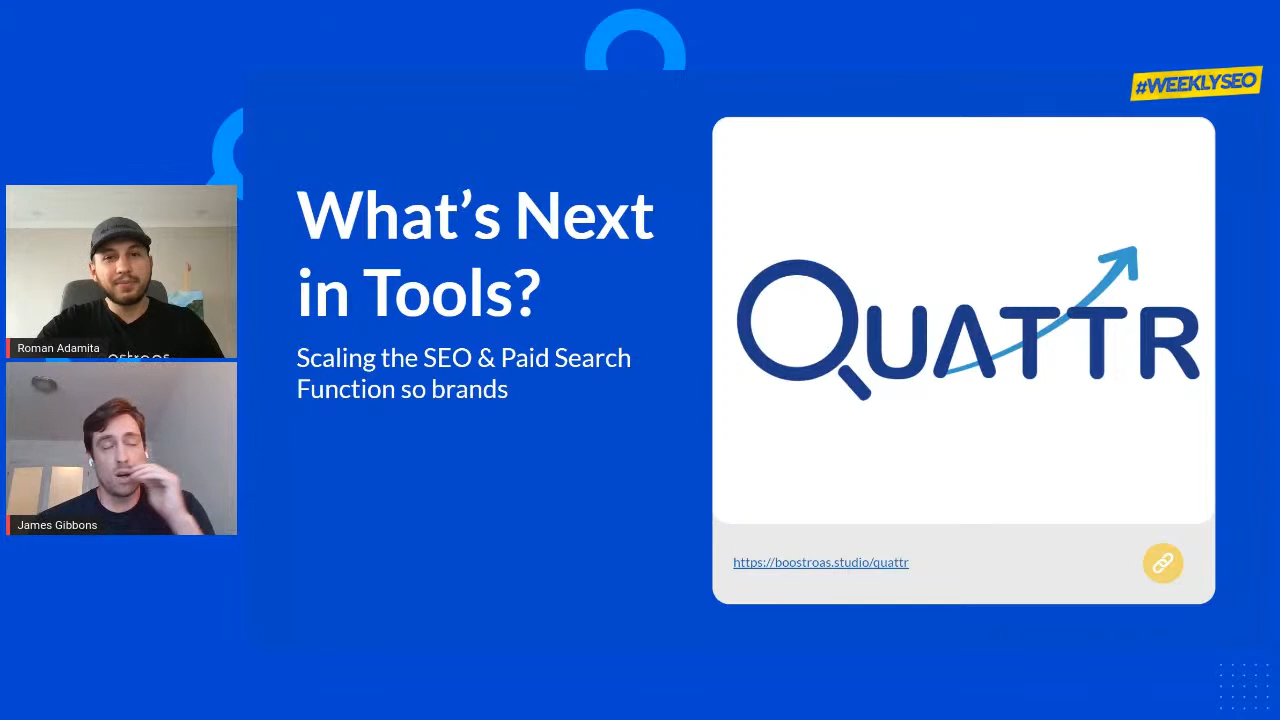 #WEEKLYSEO
What's Next
in Tools?
Scaling the SEO & Paid Search
Function so brands
QUATTR
https://boostroas.studio/quattr
Roman Adamita
James Gibbons